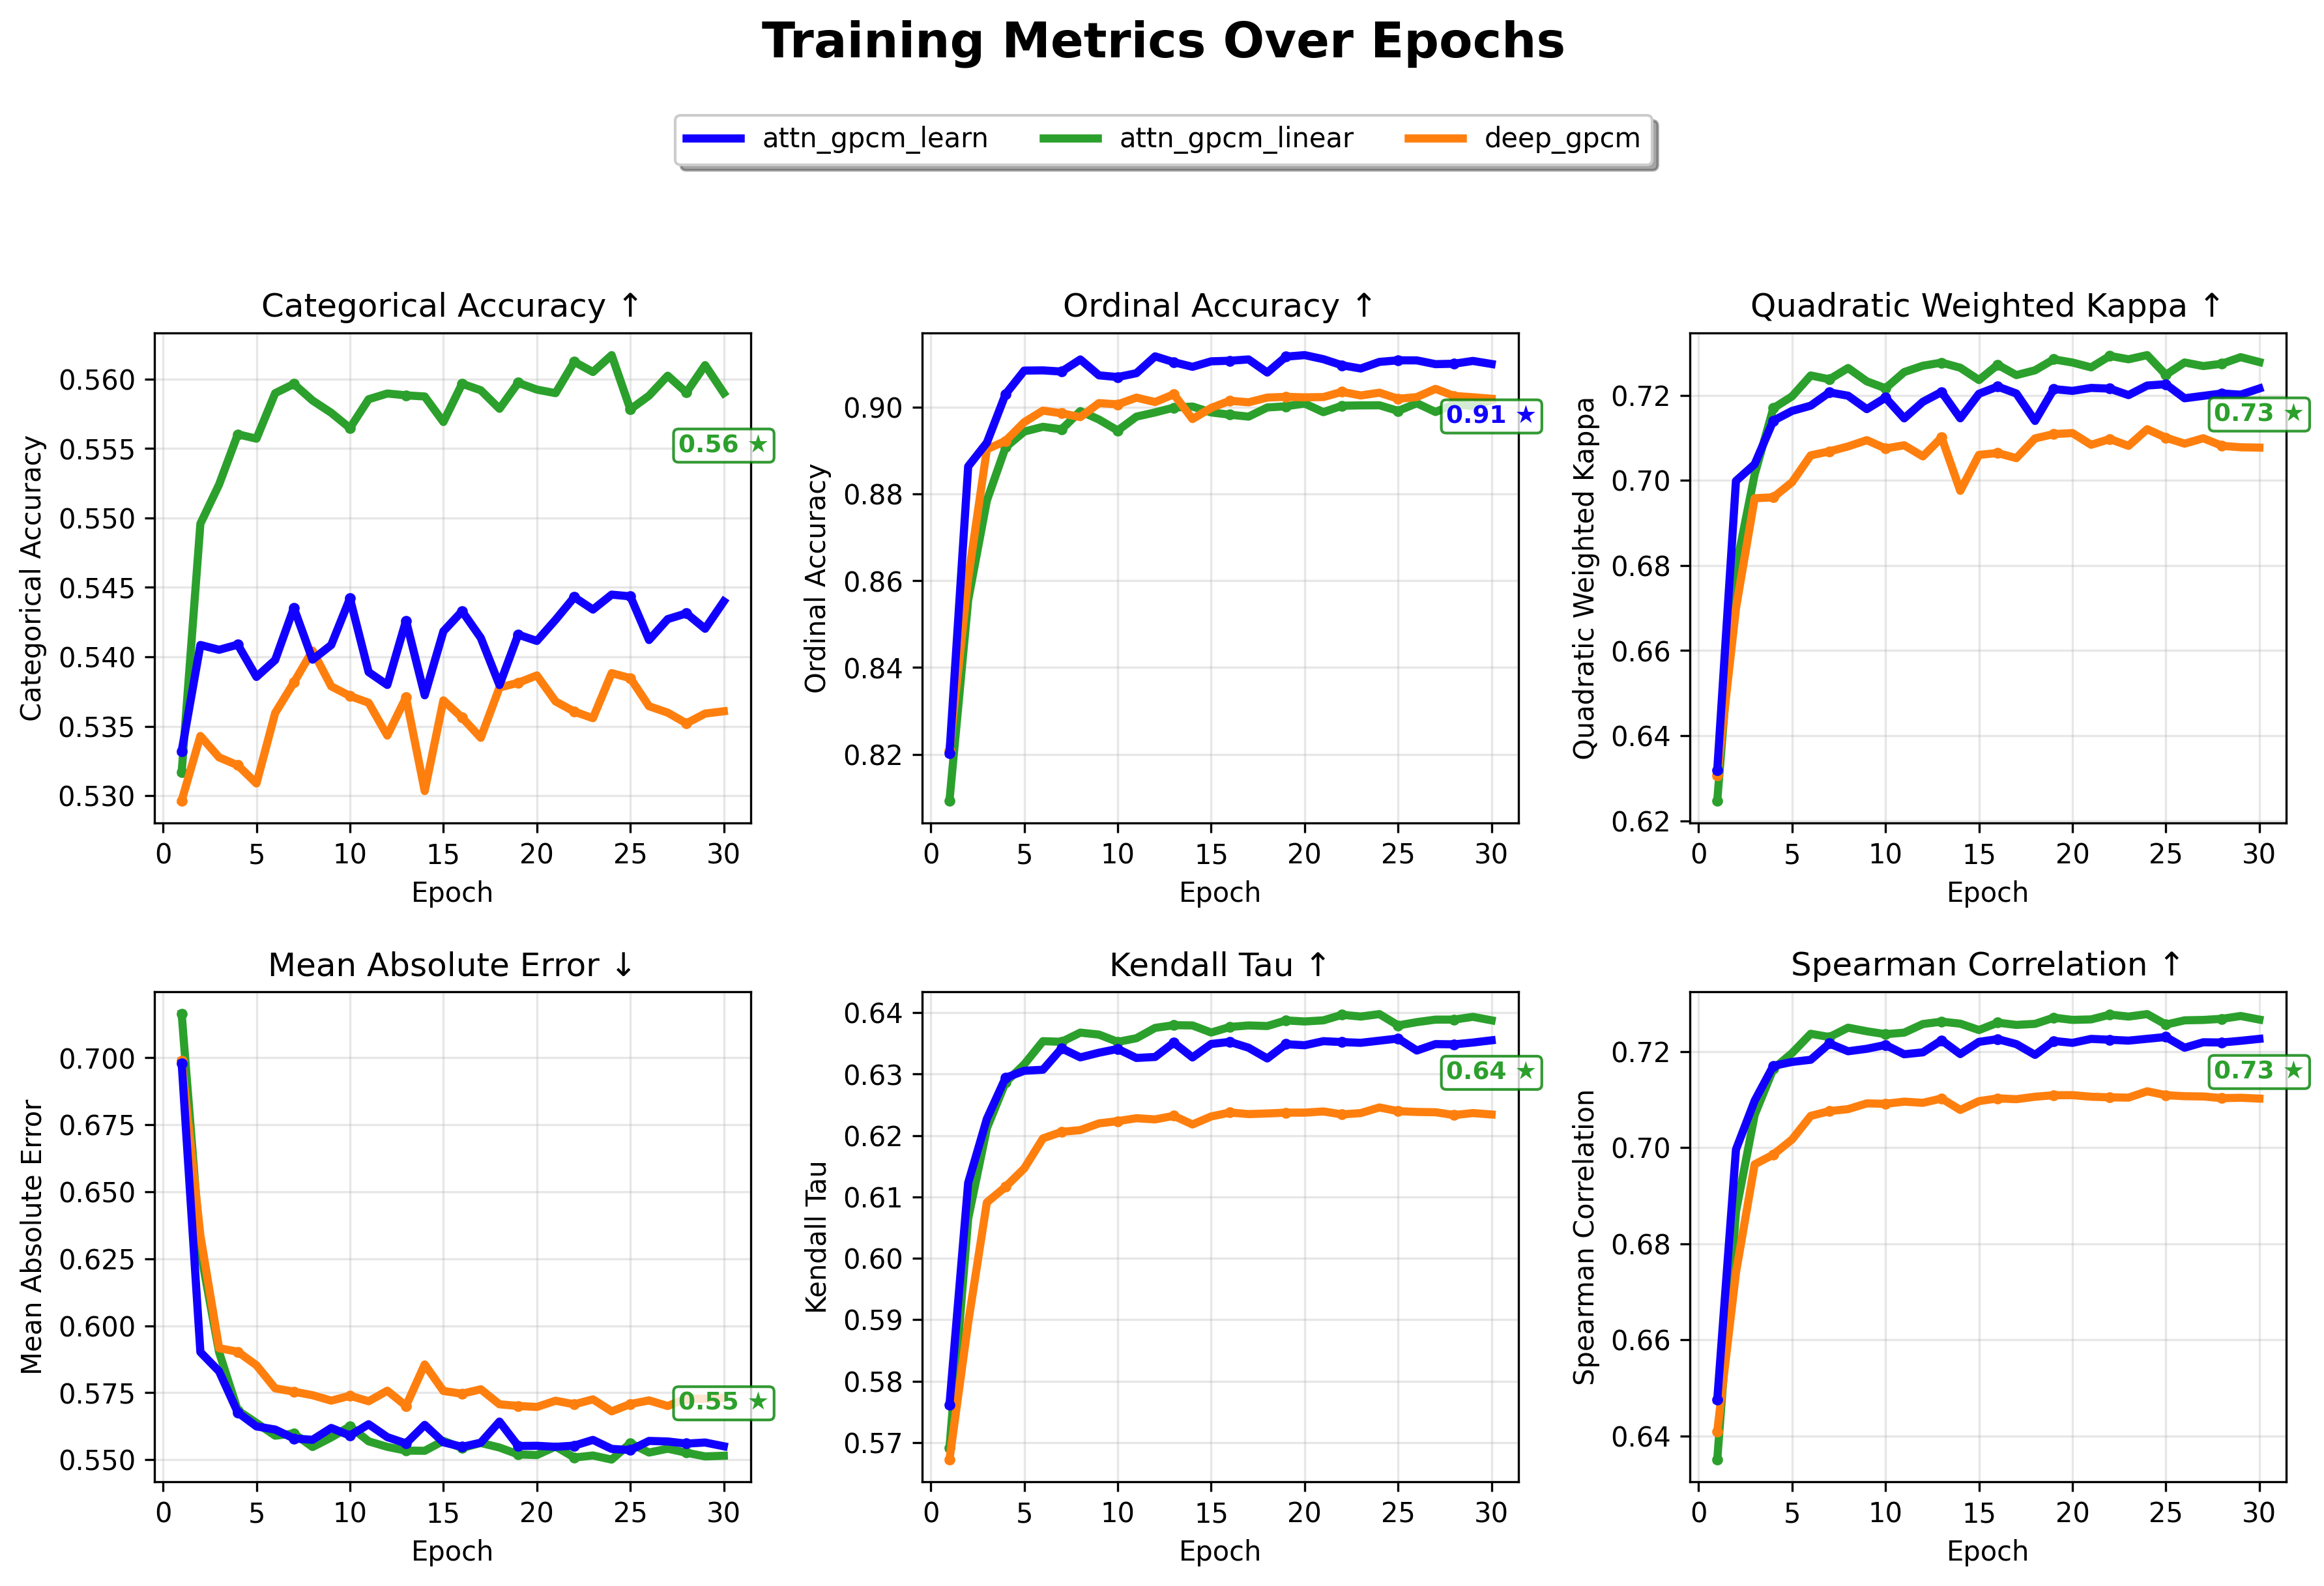 Training Metrics Over Epochs
attn_gpcm_learn attn_gpcm_linear deep_gpcm
Categorical Accuracy ↑
Categorical Accuracy
0.560
0.555
0.550
0.545
0.540
0.535
0.530
0.56 ★
0 5 10 15 20 25 30
Epoch
Ordinal Accuracy ↑
Ordinal Accuracy
0.90
0.88
0.86
0.84
0.82
0.91 ★
0 5 10 15 20 25 30
Epoch
Quadratic Weighted Kappa ↑
Quadratic Weighted Kappa
0.72
0.70
0.68
0.66
0.64
0.62
0.73 ★
0 5 10 15 20 25 30
Epoch
Mean Absolute Error ↓
Mean Absolute Error
0.700
0.675
0.650
0.625
0.600
0.575
0.550
0.55 ★
0 5 10 15 20 25 30
Epoch
Kendall Tau ↑
Kendall Tau
0.64
0.63
0.62
0.61
0.60
0.59
0.58
0.57
0.64 ★
0 5 10 15 20 25 30
Epoch
Spearman Correlation ↑
Spearman Correlation
0.72
0.70
0.68
0.66
0.64
0.73 ★
0 5 10 15 20 25 30
Epoch